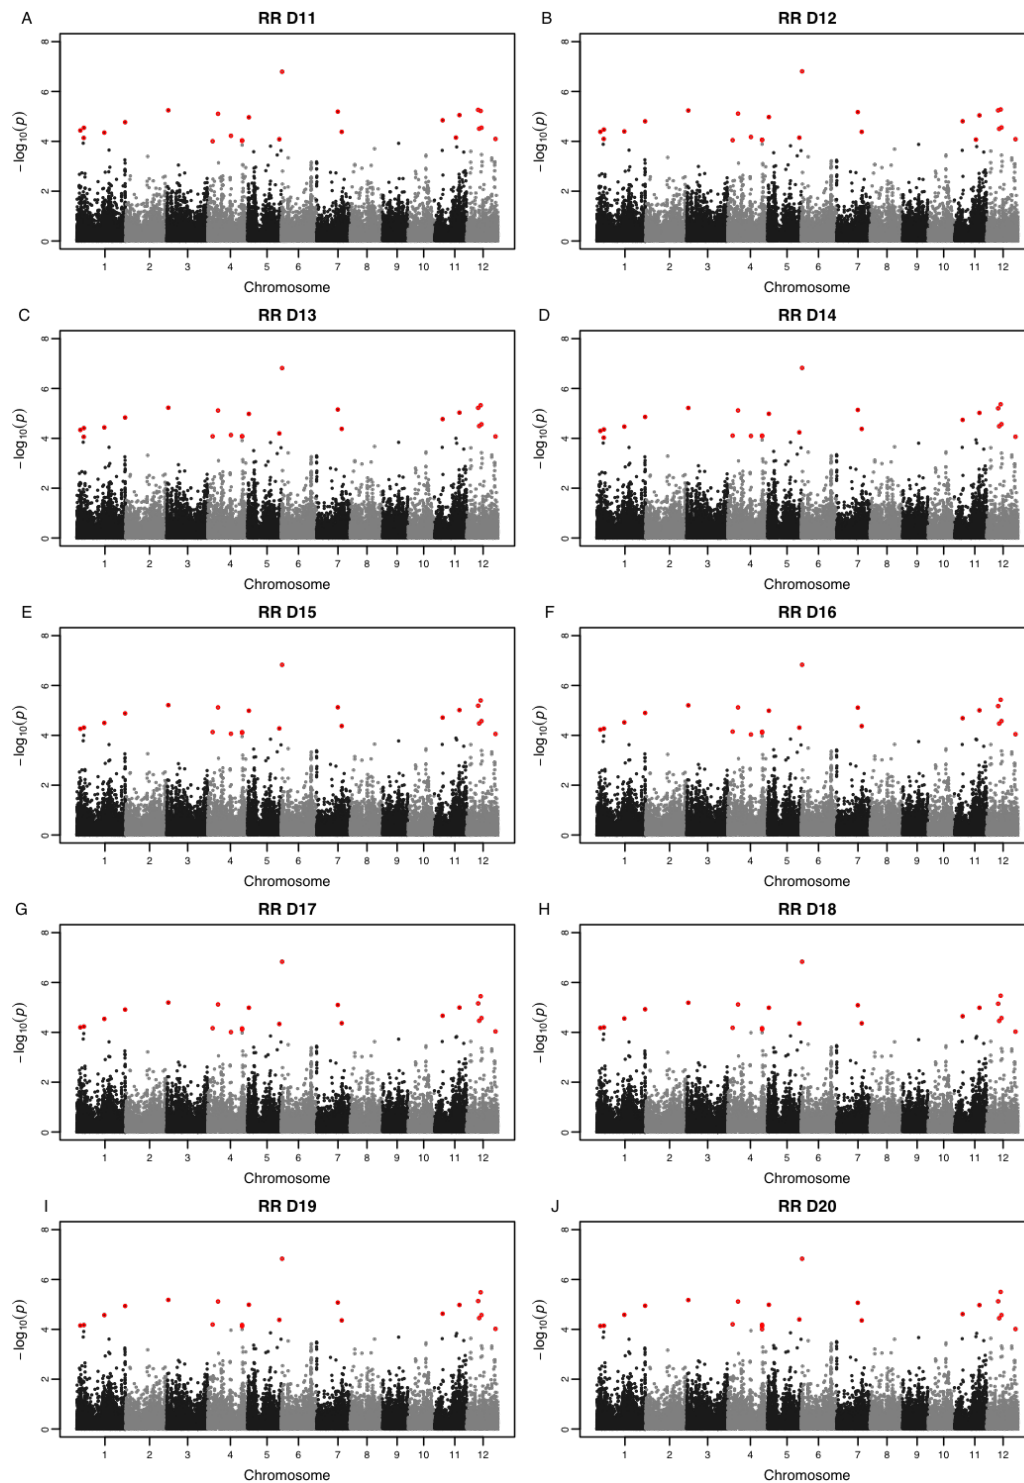 A RR D11 B RR D12
8 6 4 2 0
−log10(p)
1 2 3 4 5 6 7 8 9 10 11 12
Chromosome
8 6 4 2 0
−log10(p)
1 2 3 4 5 6 7 8 9 10 11 12
Chromosome
C RR D13 D RR D14
8 6 4 2 0
−log10(p)
1 2 3 4 5 6 7 8 9 10 11 12
Chromosome
8 6 4 2 0
−log10(p)
1 2 3 4 5 6 7 8 9 10 11 12
Chromosome
E RR D15 F RR D16
8 6 4 2 0
−log10(p)
1 2 3 4 5 6 7 8 9 10 11 12
Chromosome
8 6 4 2 0
−log10(p)
1 2 3 4 5 6 7 8 9 10 11 12
Chromosome
G RR D17 H RR D18
8 6 4 2 0
−log10(p)
1 2 3 4 5 6 7 8 9 10 11 12
Chromosome
8 6 4 2 0
−log10(p)
1 2 3 4 5 6 7 8 9 10 11 12
Chromosome
I RR D19 J RR D20
8 6 4 2 0
−log10(p)
1 2 3 4 5 6 7 8 9 10 11 12
Chromosome
8 6 4 2 0
−log10(p)
1 2 3 4 5 6 7 8 9 10 11 12
Chromosome